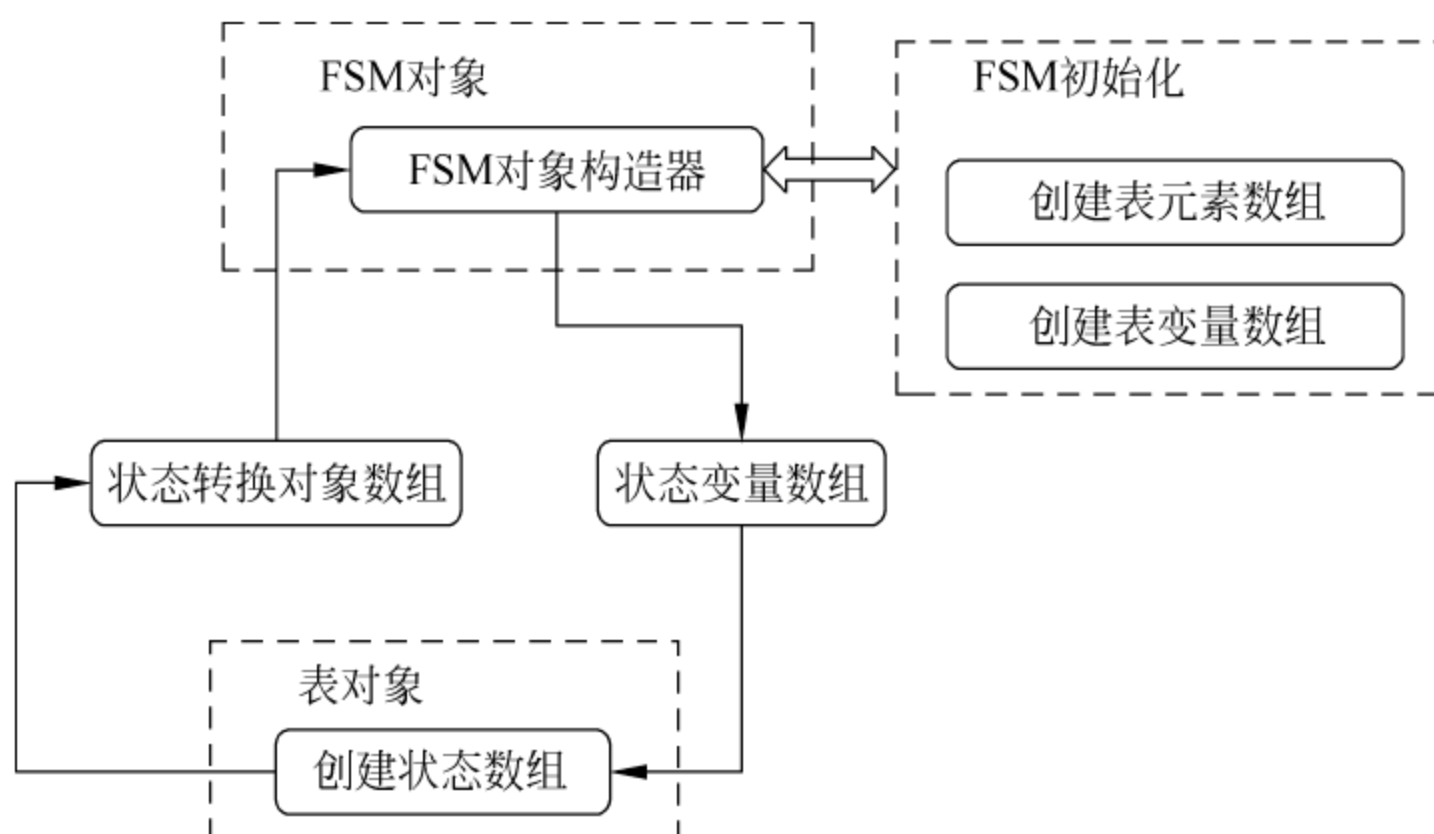 FSM对象
FSM初始化
FSM对象构造器
创建表元素数组
创建表变量数组
状态转换对象数组
状态变量数组
表对象
创建状态数组